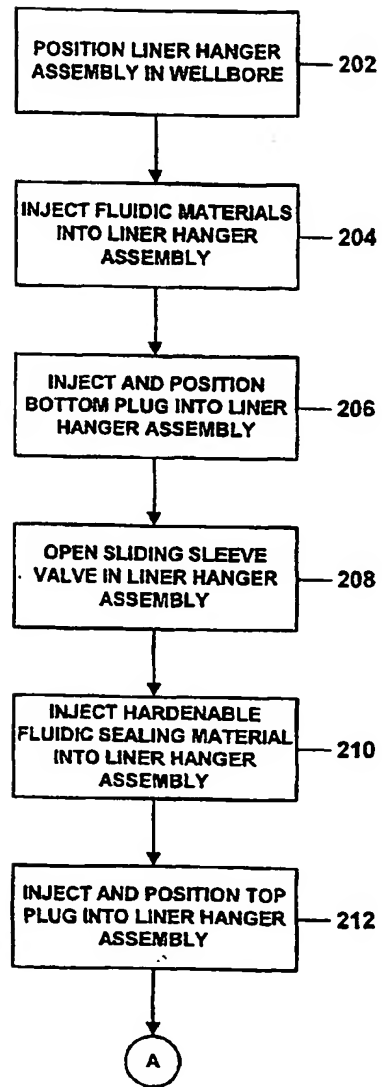 POSITION LINER HANGER
ASSEMBLY IN WELLBORE
202
INJECT FLUIDIC MATERIALS
INTO LINER HANGER
ASSEMBLY
204
INJECT AND POSITION
BOTTOM PLUG INTO LINER
HANGER ASSEMBLY
206
OPEN SLIDING SLEEVE
VALVE IN LINER HANGER
ASSEMBLY
208
INJECT HARDENABLE
FLUIDIC SEALING MATERIAL
INTO LINER HANGER
ASSEMBLY
210
INJECT AND POSITION TOP
PLUG INTO LINER HANGER
ASSEMBLY
212
A